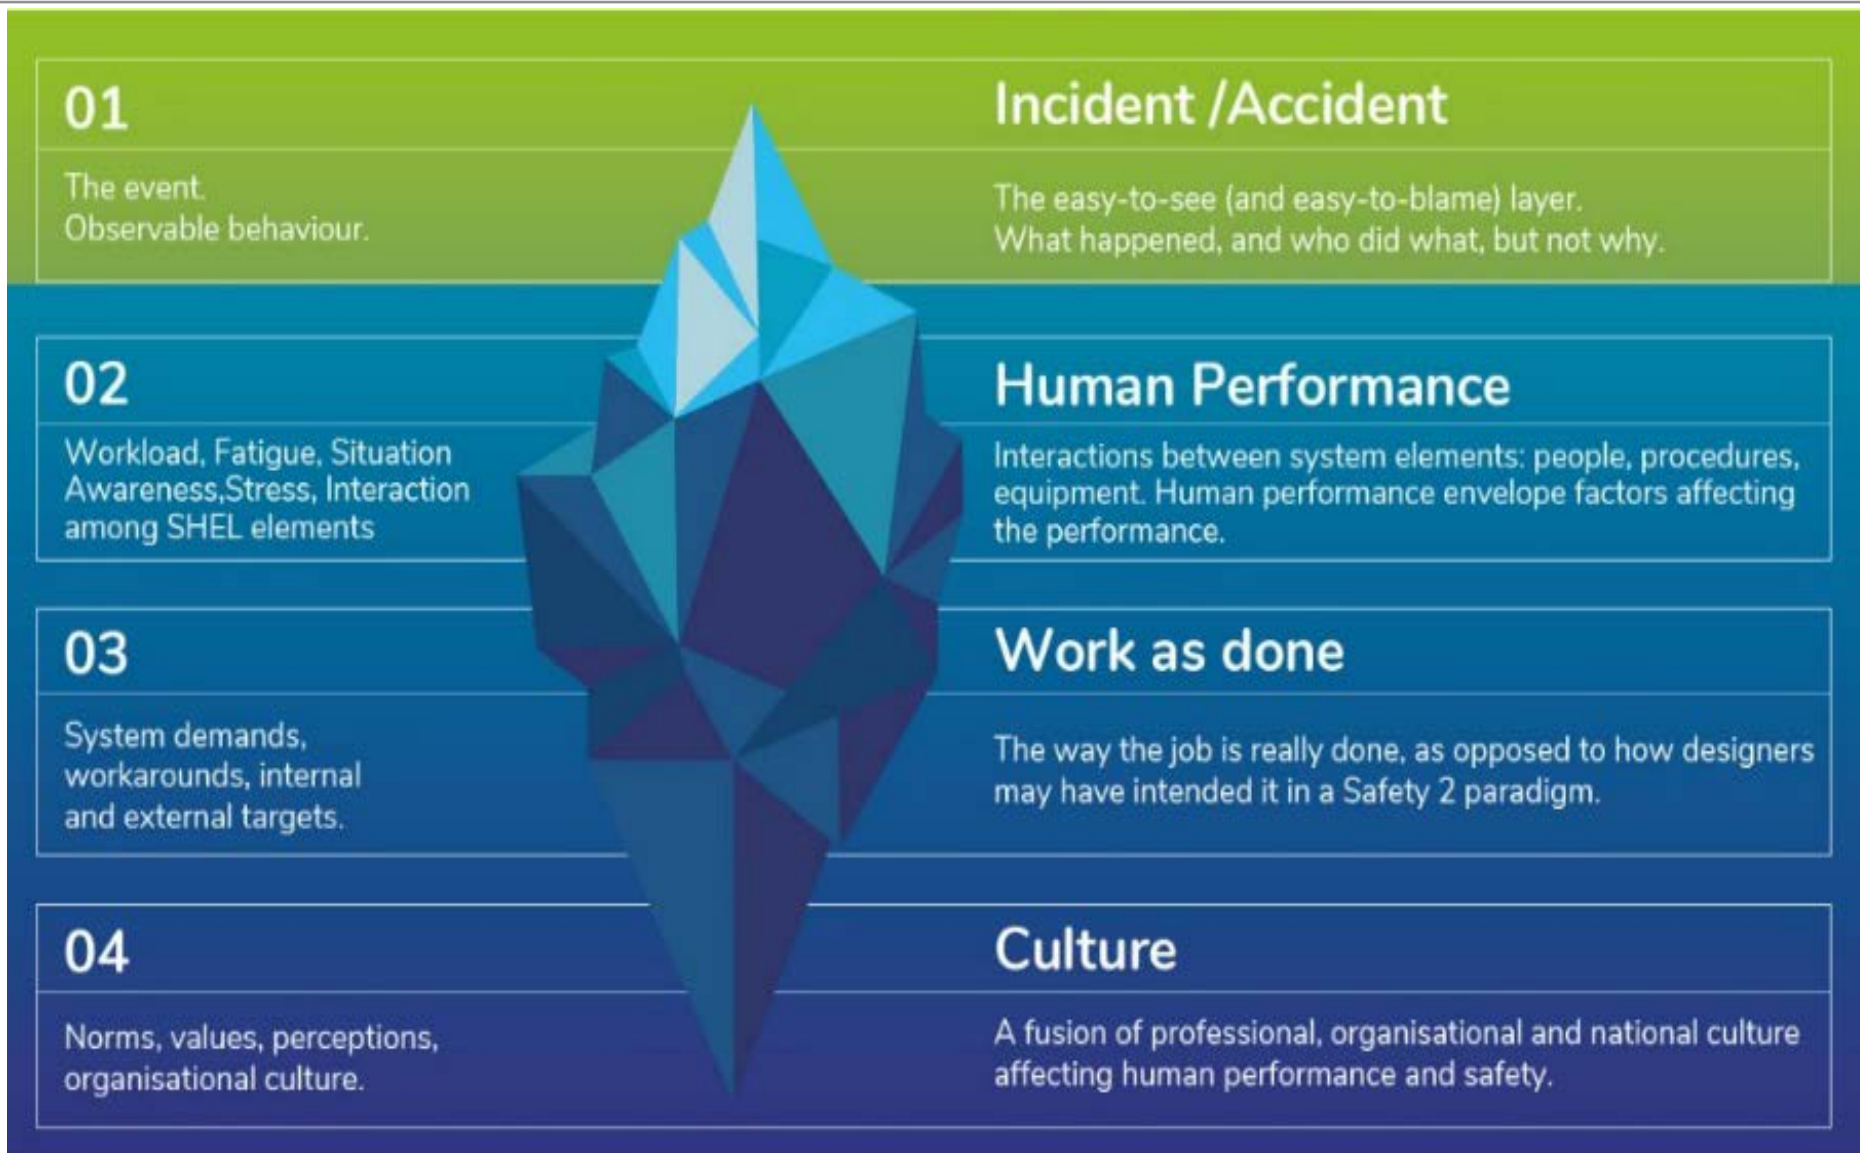 01
Incident /Accident
The event.
Observable behaviour.
The easy-to-see (and easy-to-blame) layer.
What happened, and who did what, but not why.
02
Human Performance
Workload, Fatigue, Situation
Awareness,Stress, Interaction
among SHEL elements
Interactions between system elements: people, procedures,
equipment. Human performance envelope factors affecting
the performance.
03
Work as done
System demands,
workarounds, internal
and external targets.
The way the job is really done, as opposed to how designers
may have intended it in a Safety 2 paradigm.
04
Culture
Norms, values, perceptions,
organisational culture.
A fusion of professional, organisational and national culture
affecting human performance and safety.